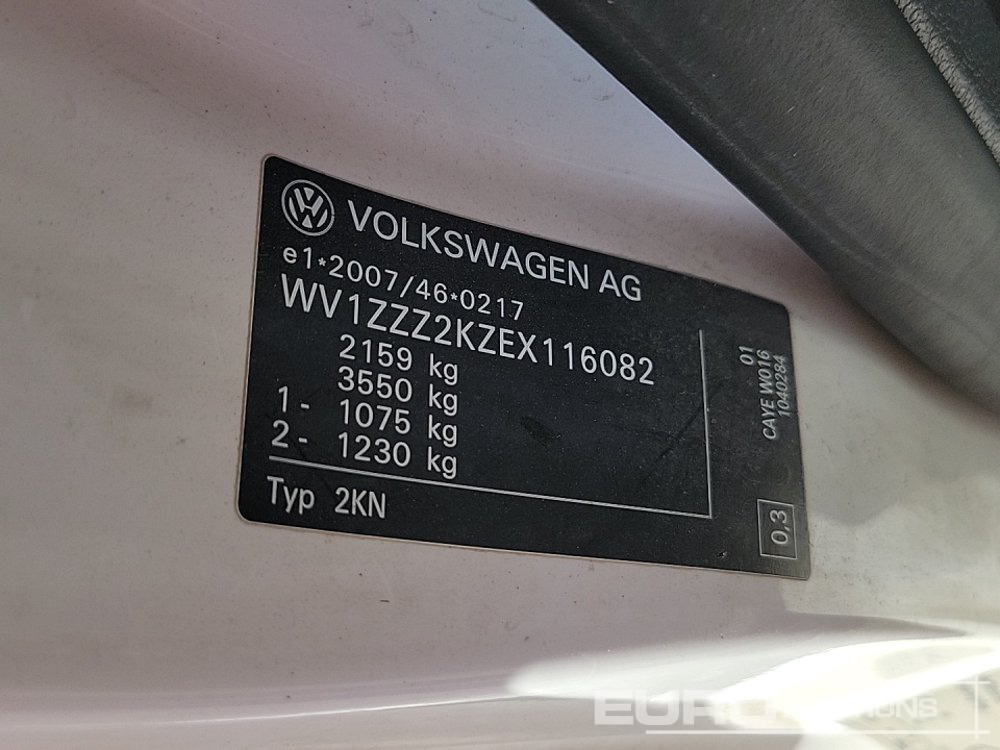 VOLKSWAGEN AG
e1*2007/46*0217
WV1ZZZ2KZEX116082
2159 kg
3550 kg
1- 1075 kg
2- 1230 kg
Typ 2KN
01
CAYE W016
1040284
0,3